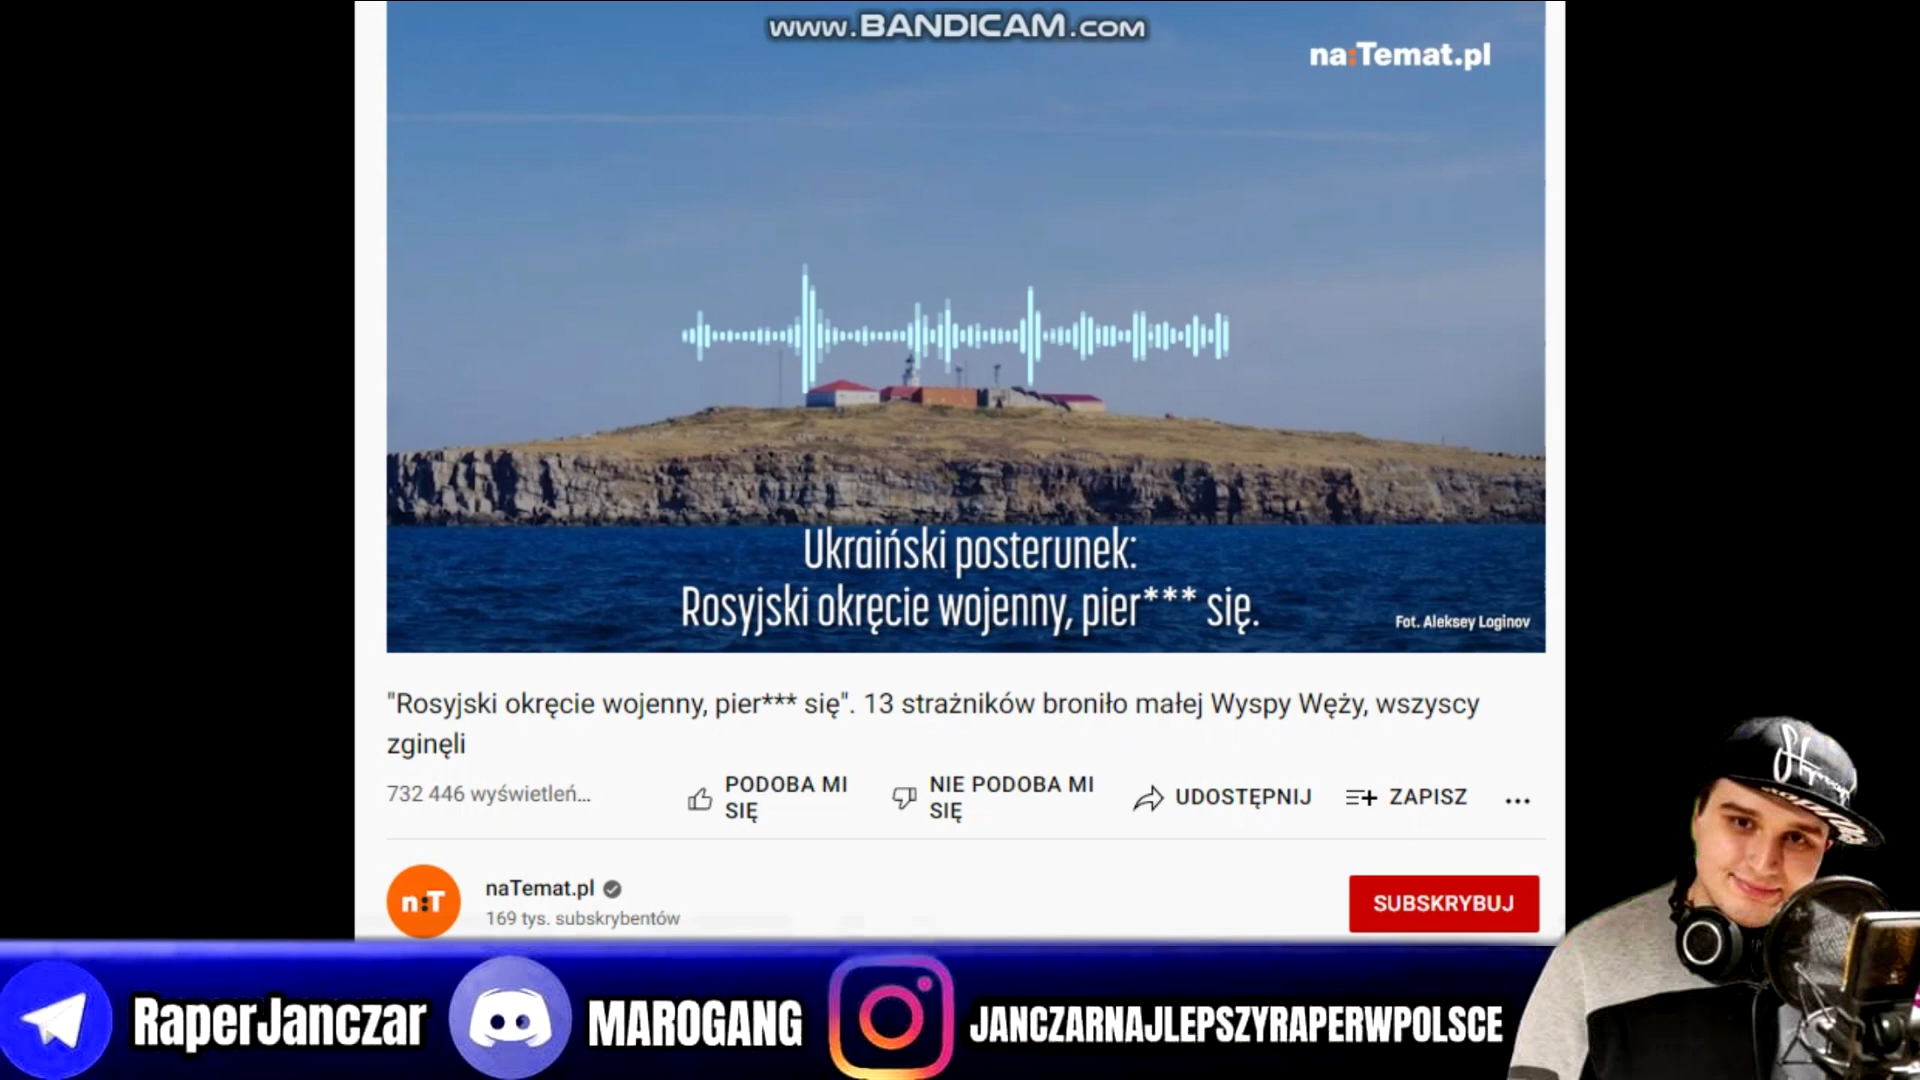 www.BANDICAM.com
na:Temat.pl
Ukraiński posterunek:
Rosyjski okręcie wojenny, pier*** się.
Fot. Aleksey Loginov
"Rosyjski okręcie wojenny, pier*** się". 13 strażników broniło małej Wyspy Węży, wszyscy
zginęli
732 446 wyświetleń...
PODOBA MI
SIĘ
NIE PODOBA MI
SIĘ
UDOSTĘPNIJ
ZAPISZ
n:T
naTemat.pl
169 tys. subskrybentów
SUBSKRYBUJ
RaperJanczar
MAROGANG
JANCZARNAJLEPSZYRAPERWPOLSCE